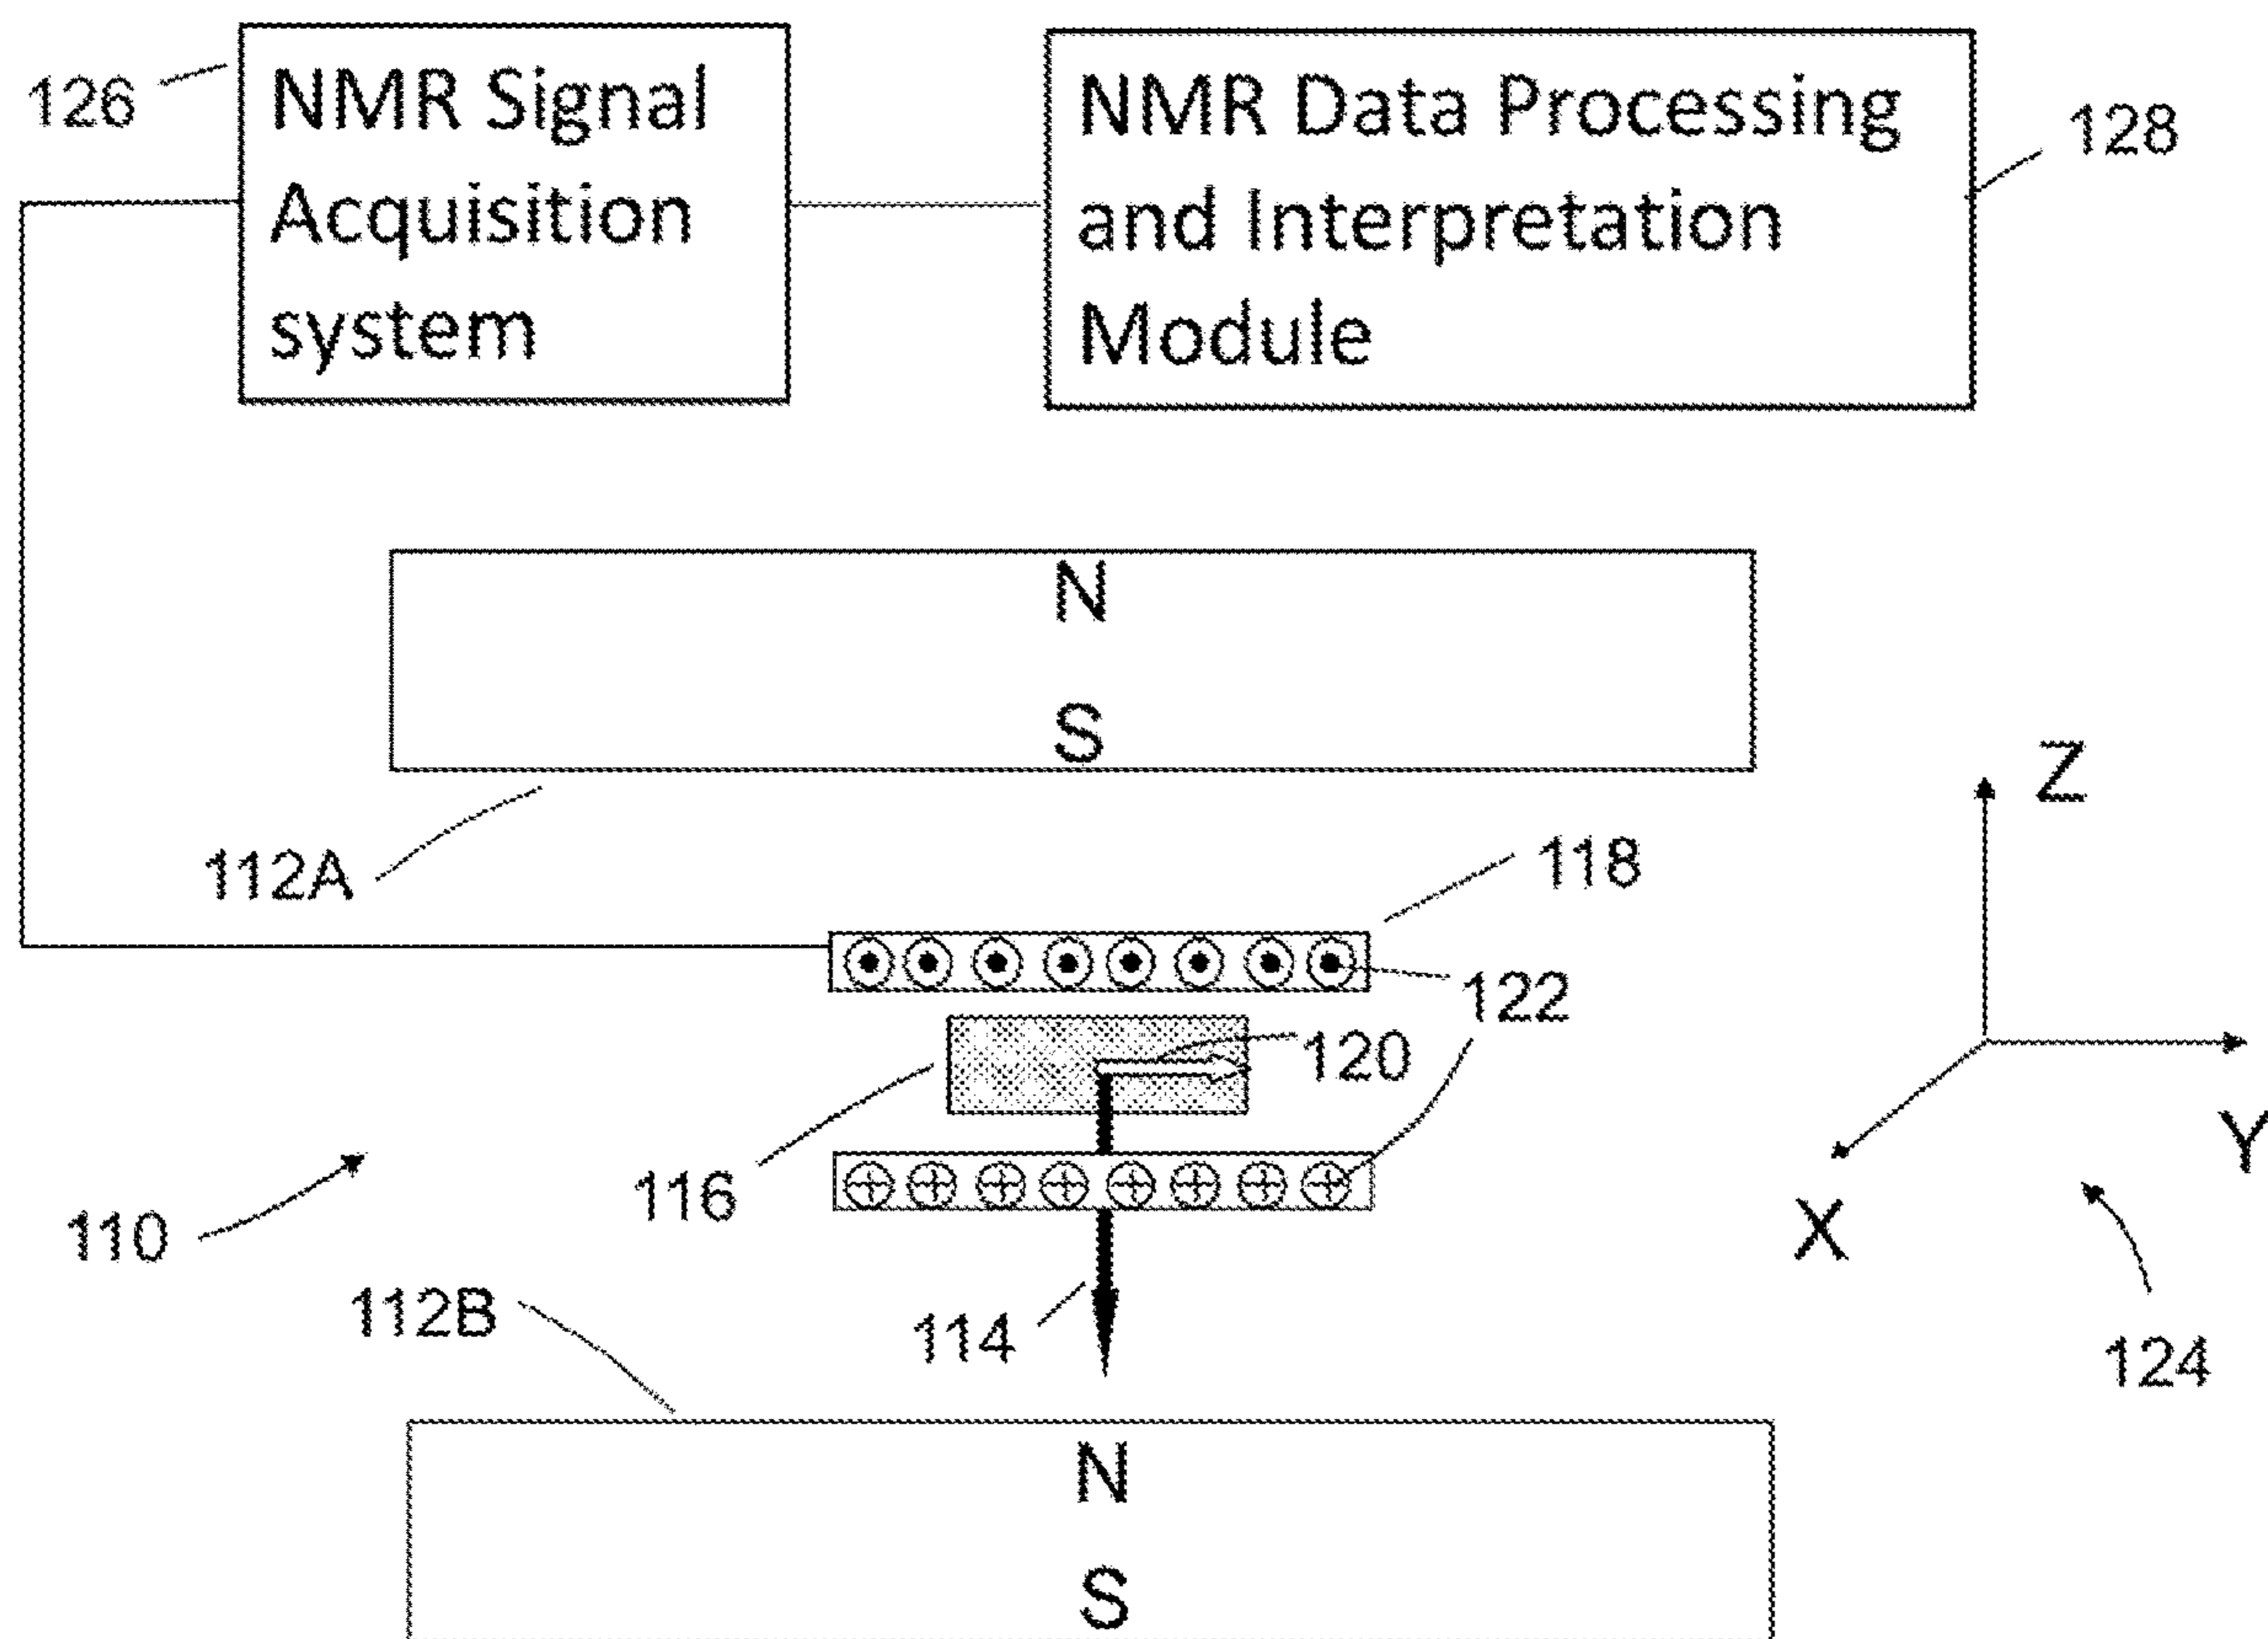 126
NMR Signal
Acquisition
system
NMR Data Processing
and Interpretation
Module
128
N
S
112A
Z
118
122
120
116
Y
X
110
112B
114
124
N
S